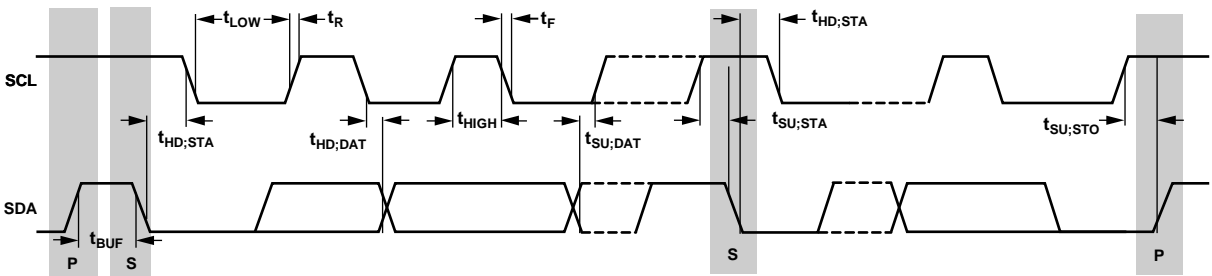 tLOW
tR
tF
tHD;STA
SCL
tHD;STA
tHD;DAT
tHIGH
tSU;DAT
tSU;STA
tSU;STO
SDA
tBUF
P
S
S
P